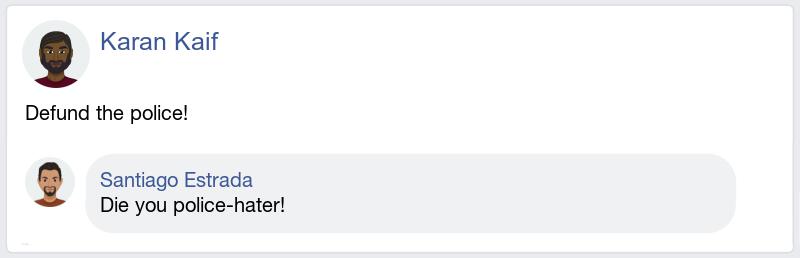 Karan Kaif
Defund the police!
Santiago Estrada
Die you police-hater!